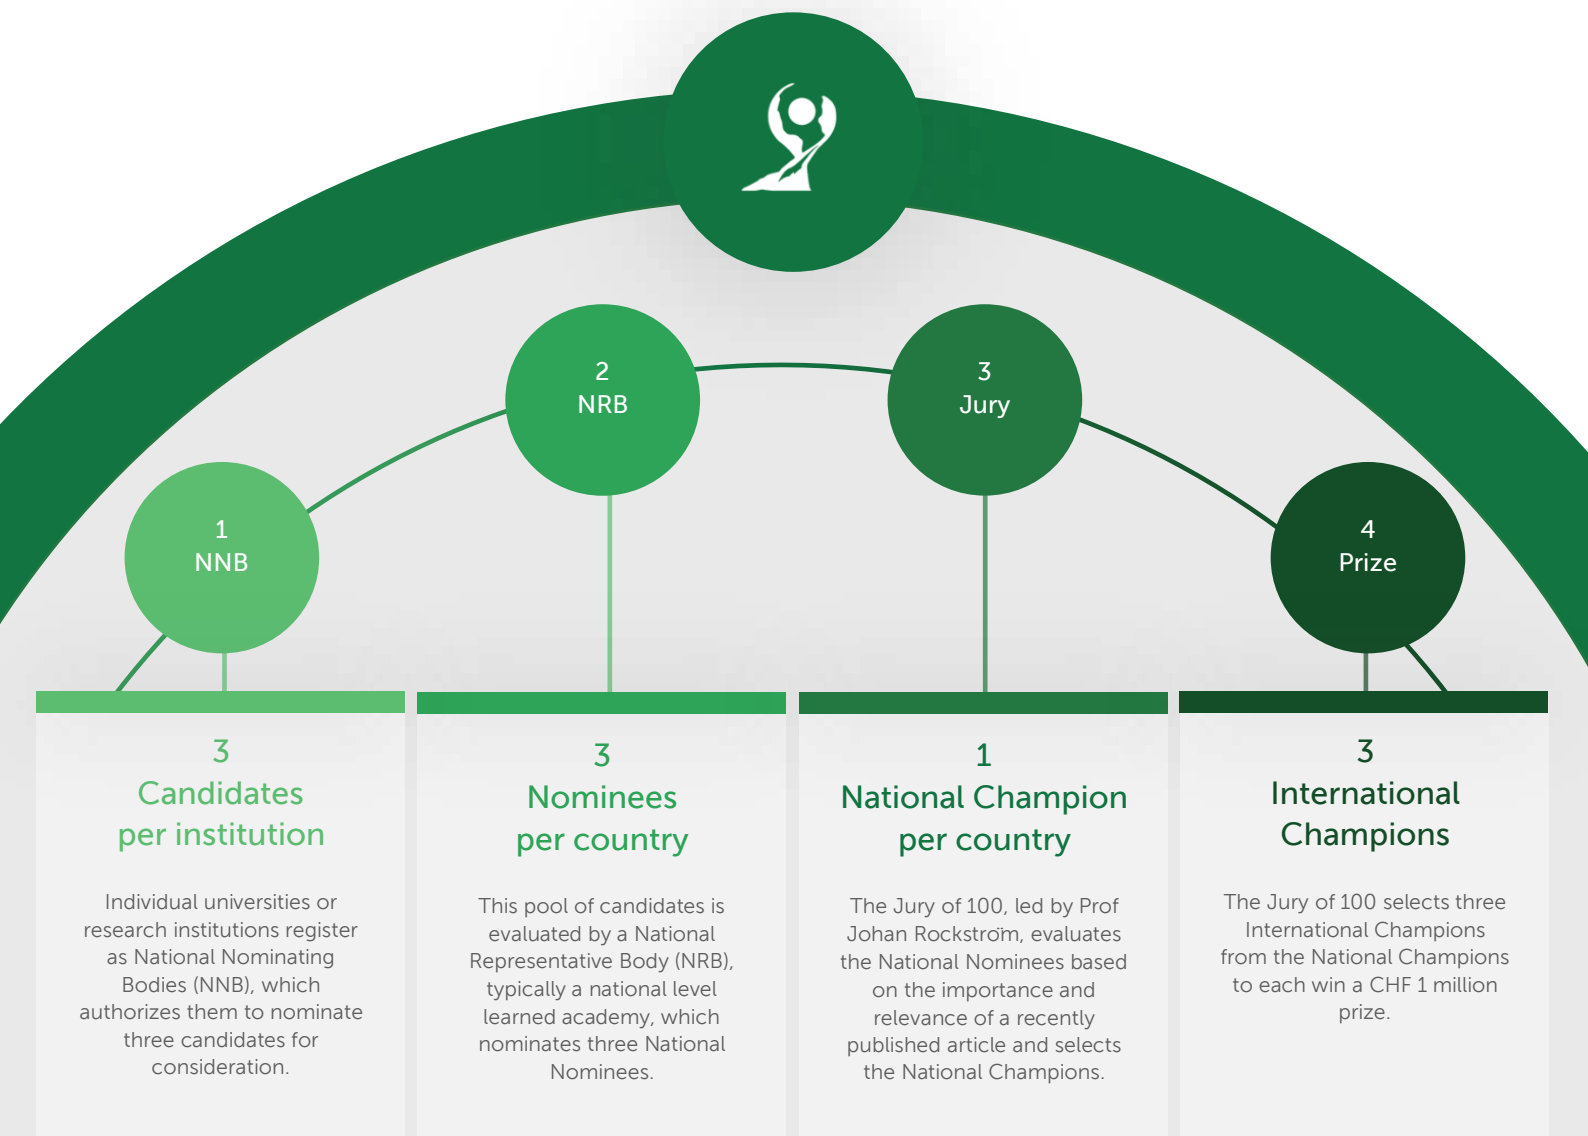 1
NNB
2
NRB
3
Jury
4
Prize
3
Candidates
per institution
Individual universities or
research institutions register
as National Nominating
Bodies (NNB), which
authorizes them to nominate
three candidates for
consideration.
3
Nominees
per country
This pool of candidates is
evaluated by a National
Representative Body (NRB),
typically a national level
learned academy, which
nominates three National
Nominees.
1
National Champion
per country
The Jury of 100, led by Prof
Johan Rockström, evaluates
the National Nominees based
on the importance and
relevance of a recently
published article and selects
the National Champions.
3
International
Champions
The Jury of 100 selects three
International Champions
from the National Champions
to each win a CHF 1 million
prize.